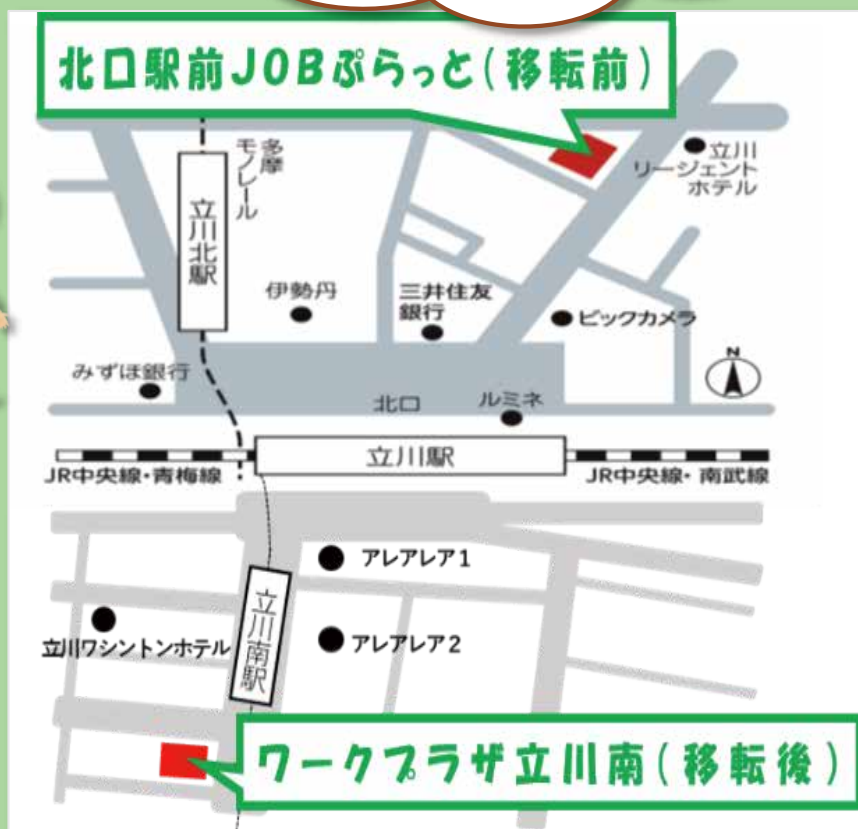 北口駅前JOBぷらっと(移転前)
多摩
モノレール
立川
リージェント
ホテル
立川北駅
伊勢丹
三井住友
銀行
ビックカメラ
みずほ銀行
N
北口
ルミネ
立川駅
JR中央線・青梅線
JR中央線・南武線
アレアレア1
立川南駅
立川ワシントンホテル
アレアレア2
ワークプラザ立川南(移転後)